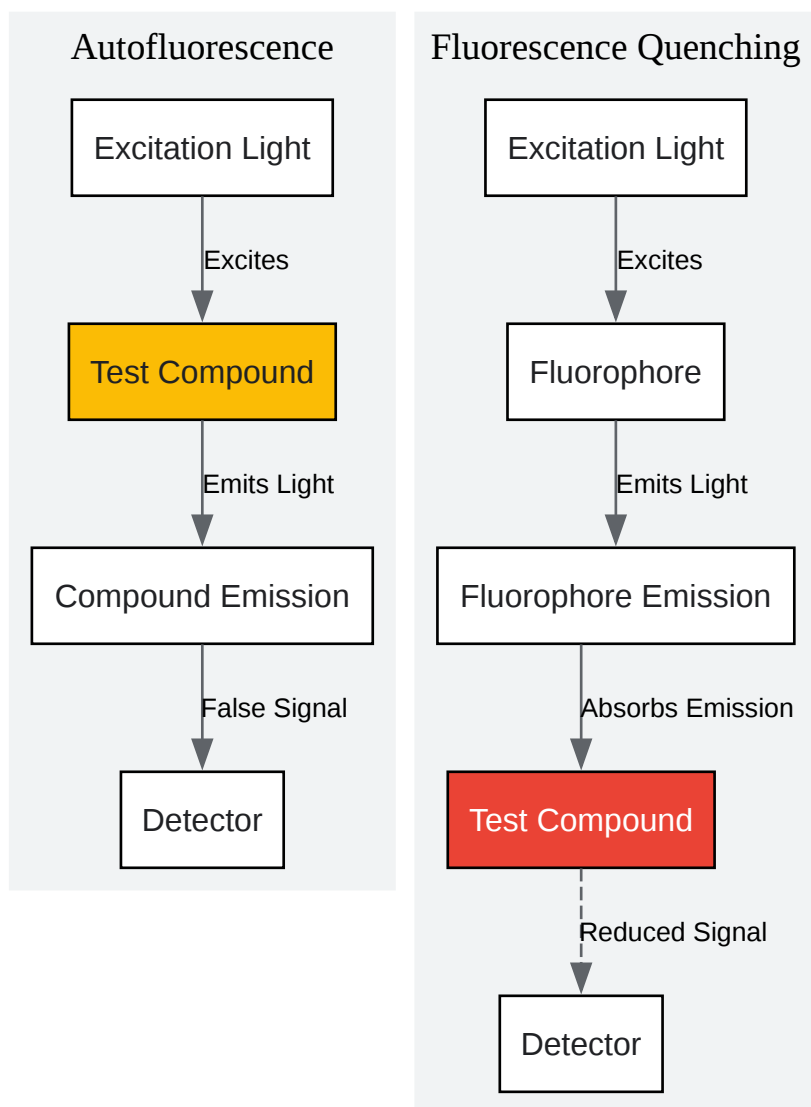 Autofluorescence
Excitation Light
Excites
Test Compound
Emits Light
Compound Emission
False Signal
Detector
Fluorescence Quenching
Excitation Light
Excites
Fluorophore
Emits Light
Fluorophore Emission
Absorbs Emission
Test Compound
Reduced Signal
Detector